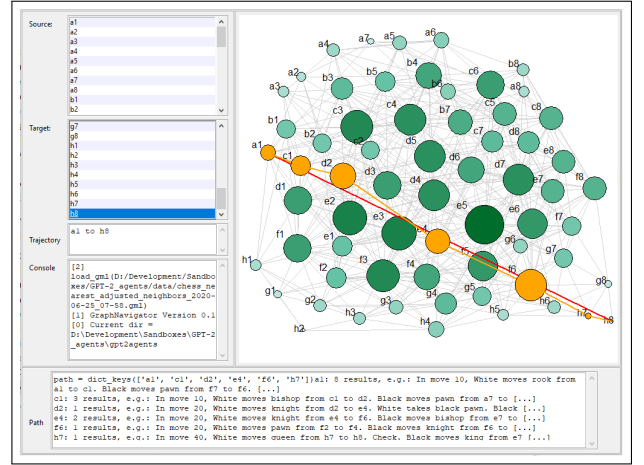 Source:
a1
a2
a3
a4
a5
a6
a7
a8
b1
b2
Target:
g7
g8
h1
h2
h3
h4
h5
h6
h7
h8
Trajectory
a1 to h8
Console
[2]
load_gml(D:/Development/Sandbo
xes/GPT-2_agents/data/chess_ne
arest_adjusted_neighbors_2020-
06-25_07-58.gml)
[1] GraphNavigator Version 0.1
[0] Current dir =
D:\Development\Sandboxes\GPT-2
_agents\gpt2agents
a7 a5 a6
a4
b4 c6 b8
a2 b3 b5 b6 a8
a3
c3 c4 b7 c5 c8
b1 b2 c2 c7 d8
a1 d5 e8
c1 d2 d3 d6 d7 e7
d1 d4 f8
e2 e3 e5 e6 f7
f1 e1 e4 g6
h1 f2 f3 f4 f5 f6 g7
g1 g2 g3 g4 g5 h6 g8
h2 h3 h4 h5 h7 h8
Path
path = dict_keys(['a1', 'c1', 'd2', 'e4', 'f6', 'h7'])a1: 8 results, e.g.: In move 10, White moves rook from
a1 to c1. Black moves pawn from f7 to f6. [...]
c1: 3 results, e.g.: In move 10, White moves bishop from c1 to d2. Black moves pawn from a7 to [...]
d2: 1 results, e.g.: In move 20, White moves knight from d2 to e4. White takes black pawn. Black [...]
e4: 2 results, e.g.: In move 20, White moves knight from e4 to f6. Black moves bishop from e7 to [...]
f6: 1 results, e.g.: In move 20, White moves pawn from f2 to f4. Black moves knight from f6 to [...]
h7: 1 results, e.g.: In move 40, White moves queen from h7 to h8. Check. Black moves king from e7 [...]